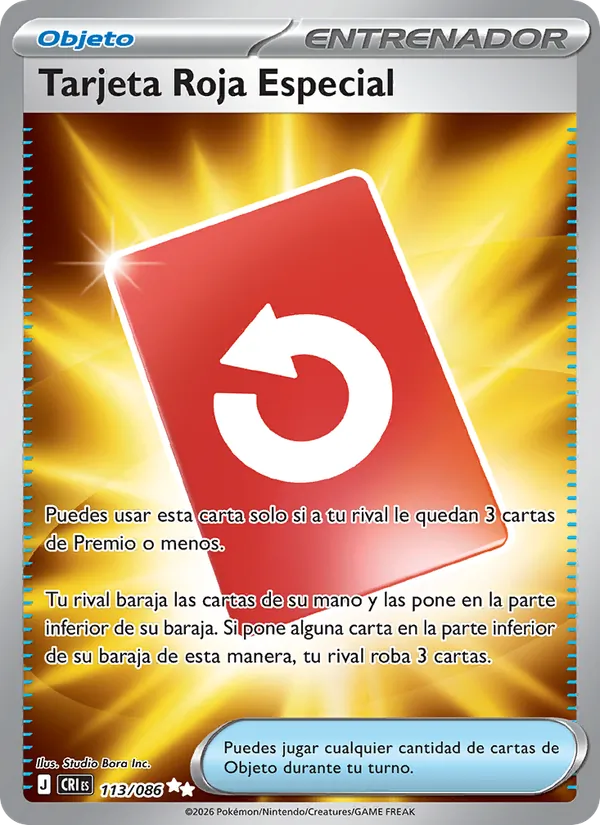 Objeto
ENTRENADOR
Tarjeta Roja Especial
Puedes usar esta carta solo si a tu rival le quedan 3 cartas
de Premio o menos.
Tu rival baraja las cartas de su mano y las pone en la parte
inferior de su baraja. Si pone alguna carta en la parte inferior
de su baraja de esta manera, tu rival roba 3 cartas.
Puedes jugar cualquier cantidad de cartas de
Objeto durante tu turno.
Ilus. Studio Bora Inc.
J CRI ES 113/086
©2026 Pokémon/Nintendo/Creatures/GAME FREAK